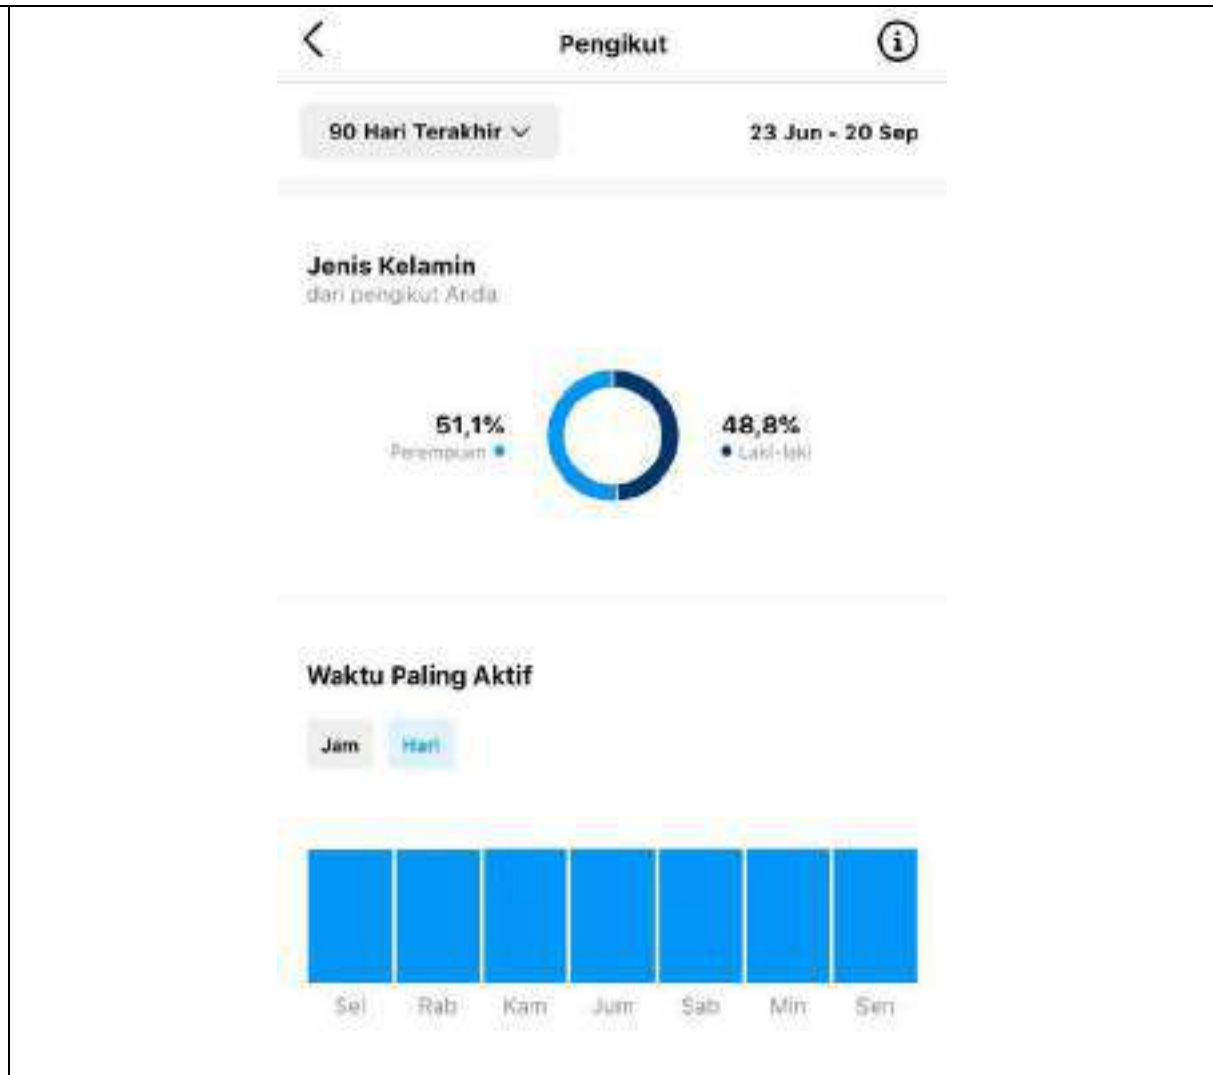 Pengikut
90 Hari Terakhir
23 Jun - 20 Sep
Jenis Kelamin
dari pengikut Anda
51,1%
Perempuan
48,8%
Laki-laki
Waktu Paling Aktif
Jam Hari
Sel Rab Kam Jum Sab Min Sen